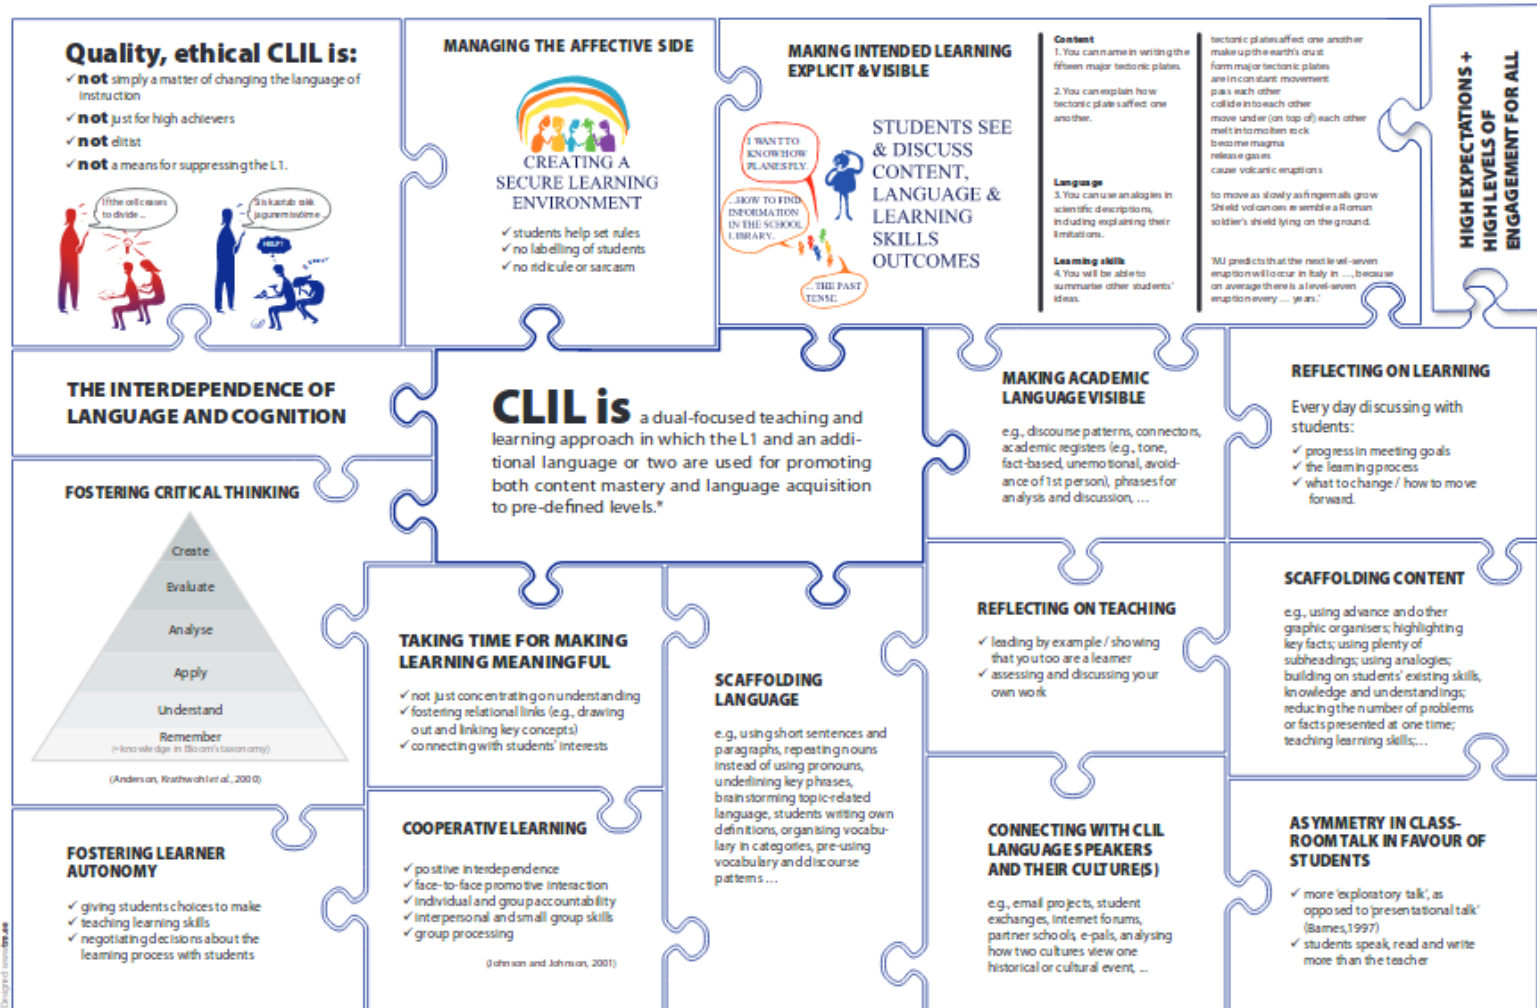 Quality, ethical CLIL is:
✓ not simply a matter of changing the language of
instruction
✓ not just for high achievers
✓ not elitist
✓ not a means for suppressing the L1.
If the cell ceases
to divide ...
Siis kaotab rakk
jagunemisvõime ...
HELP!
MANAGING THE AFFECTIVE SIDE
CREATING A
SECURE LEARNING
ENVIRONMENT
✓ students help set rules
✓ no labelling of students
✓ no ridicule or sarcasm
MAKING INTENDED LEARNING
EXPLICIT & VISIBLE
I WANT TO
KNOW HOW
PLANES FLY.
...HOW TO FIND
INFORMATION
IN THE SCHOOL
LIBRARY.
... THE PAST
TENSE.
STUDENTS SEE
& DISCUSS
CONTENT,
LANGUAGE &
LEARNING
SKILLS
OUTCOMES
Content
1. You can name in writing the
fifteen major tectonic plates.
2. You can explain how
tectonic plates affect one
another.
Language
3. You can use analogies in
scientific descriptions,
including explaining their
limitations.
Learning skills
4. You will be able to
summarise other students'
ideas.
tectonic plates affect one another
make up the earth's crust
form major tectonic plates
are in constant movement
pass each other
collide into each other
move under (on top of) each other
melt into molten rock
become magma
release gases
cause volcanic eruptions
to move as slowly as fingernails grow
Shield volcanoes resemble a Roman
soldier's shield lying on the ground.
predicts that the next level-seven
eruption will occur in Italy in ...., because
on average there is a level-seven
eruption every .... years.'
HIGH EXPECTATIONS +
HIGH LEVELS OF
ENGAGEMENT FOR ALL
THE INTERDEPENDENCE OF
LANGUAGE AND COGNITION
CLIL is a dual-focused teaching and
learning approach in which the L1 and an addi-
tional language or two are used for promoting
both content mastery and language acquisition
to pre-defined levels.*
MAKING ACADEMIC
LANGUAGE VISIBLE
e.g., discourse patterns, connectors,
academic registers (e.g., tone,
fact-based, unemotional, avoid-
ance of 1st person), phrases for
analysis and discussion, ...
REFLECTING ON LEARNING
Every day discussing with
students:
✓ progress in meeting goals
✓ the learning process
✓ what to change / how to move
forward.
FOSTERING CRITICAL THINKING
Create
Evaluate
Analyse
Apply
Understand
Remember
(=knowledge in Bloom's taxonomy)
(Anderson, Krathwohl et al., 2000)
TAKING TIME FOR MAKING
LEARNING MEANINGFUL
✓ not just concentrating on understanding
✓ fostering relational links (e.g., drawing
out and linking key concepts)
✓ connecting with students' interests
SCAFFOLDING
LANGUAGE
e.g., using short sentences and
paragraphs, repeating nouns
instead of using pronouns,
underlining key phrases,
brainstorming topic-related
language, students writing own
definitions, organising vocabu-
lary in categories, pre-using
vocabulary and discourse
patterns ...
REFLECTING ON TEACHING
✓ leading by example / showing
that you too are a learner
✓ assessing and discussing your
own work
SCAFFOLDING CONTENT
e.g., using advance and other
graphic organisers; highlighting
key facts; using plenty of
subheadings; using analogies;
building on students' existing skills,
knowledge and understandings;
reducing the number of problems
or facts presented at one time;
teaching learning skills;...
FOSTERING LEARNER
AUTONOMY
✓ giving students choices to make
✓ teaching learning skills
✓ negotiating decisions about the
learning process with students
COOPERATIVE LEARNING
✓ positive interdependence
✓ face-to-face promotive interaction
✓ individual and group accountability
✓ interpersonal and small group skills
✓ group processing
(Johnson and Johnson, 2001)
CONNECTING WITH CLIL
LANGUAGE SPEAKERS
AND THEIR CULTURE(S)
e.g., email projects, student
exchanges, internet forums,
partner schools, e-pals, analysing
how two cultures view one
historical or cultural event, ...
ASYMMETRY IN CLASS-
ROOM TALK IN FAVOUR OF
STUDENTS
✓ more 'exploratory talk', as
opposed to 'presentational talk'
(Barnes, 1997)
✓ students speak, read and write
more than the teacher